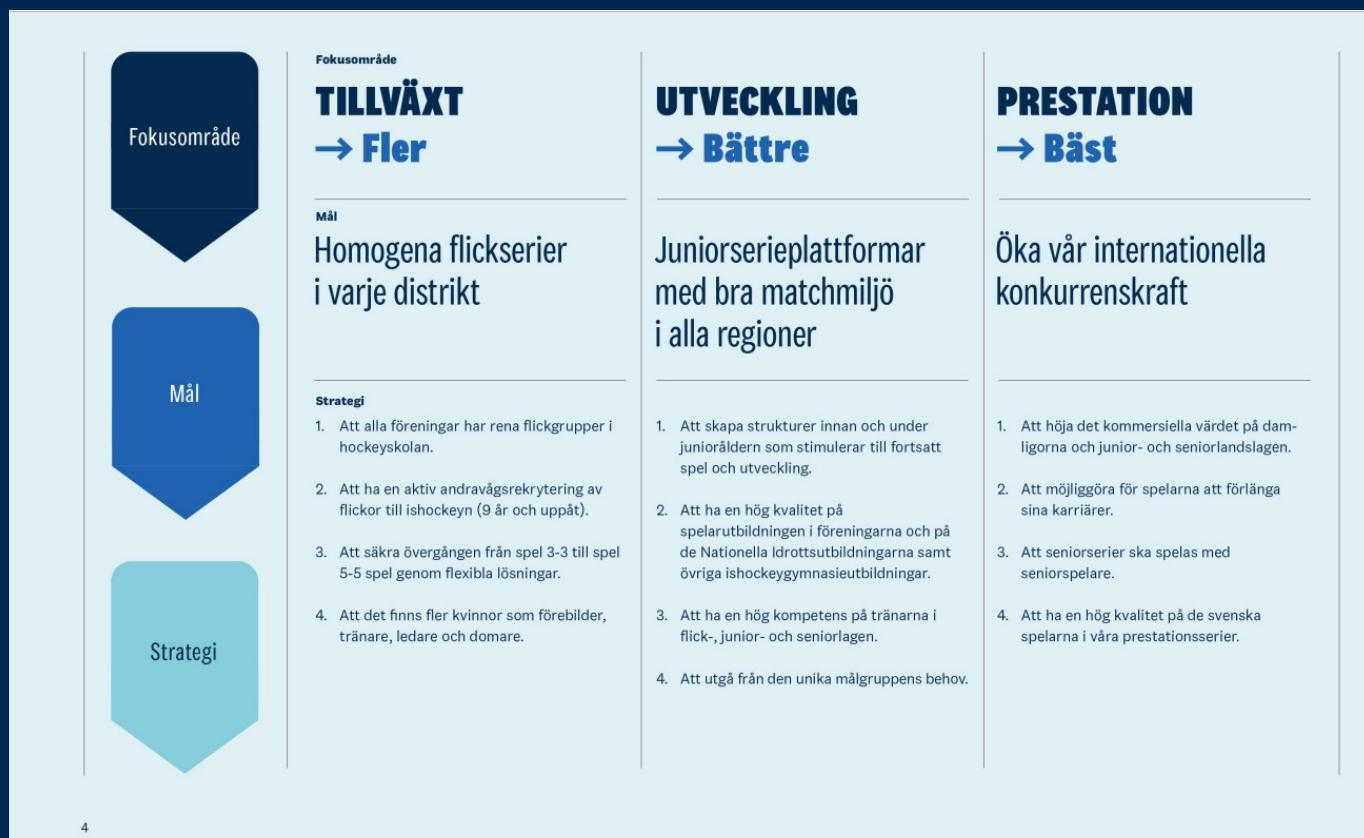 Fokusområde
Mål
Strategi
Fokusområde
TILLVÄXT
→ Fler
Mål
Homogena flickserier
i varje distrikt
Strategi
1. Att alla föreningar har rena flickgrupper i
hockeyskolan.
2. Att ha en aktiv andravågsrekrytering av
flickor till ishockeyn (9 år och uppåt).
3. Att säkra övergången från spel 3-3 till spel
5-5 spel genom flexibla lösningar.
4. Att det finns fler kvinnor som förebilder,
tränare, ledare och domare.
UTVECKLING
→ Bättre
Juniorserieplattformar
med bra matchmiljö
i alla regioner
1. Att skapa strukturer innan och under
junioråldern som stimulerar till fortsatt
spel och utveckling.
2. Att ha en hög kvalitet på
spelarutbildningen i föreningarna och på
de Nationella Idrottsutbildningarna samt
övriga ishockeygymnasieutbildningar.
3. Att ha en hög kompetens på tränarna i
flick-, junior- och seniorlagen.
4. Att utgå från den unika målgruppens behov.
PRESTATION
→ Bäst
Öka vår internationella
konkurrenskraft
1. Att höja det kommersiella värdet på dam-
ligorna och junior- och seniorlandslagen.
2. Att möjliggöra för spelarna att förlänga
sina karriärer.
3. Att seniorserier ska spelas med
seniorspelare.
4. Att ha en hög kvalitet på de svenska
spelarna i våra prestationsserier.
4